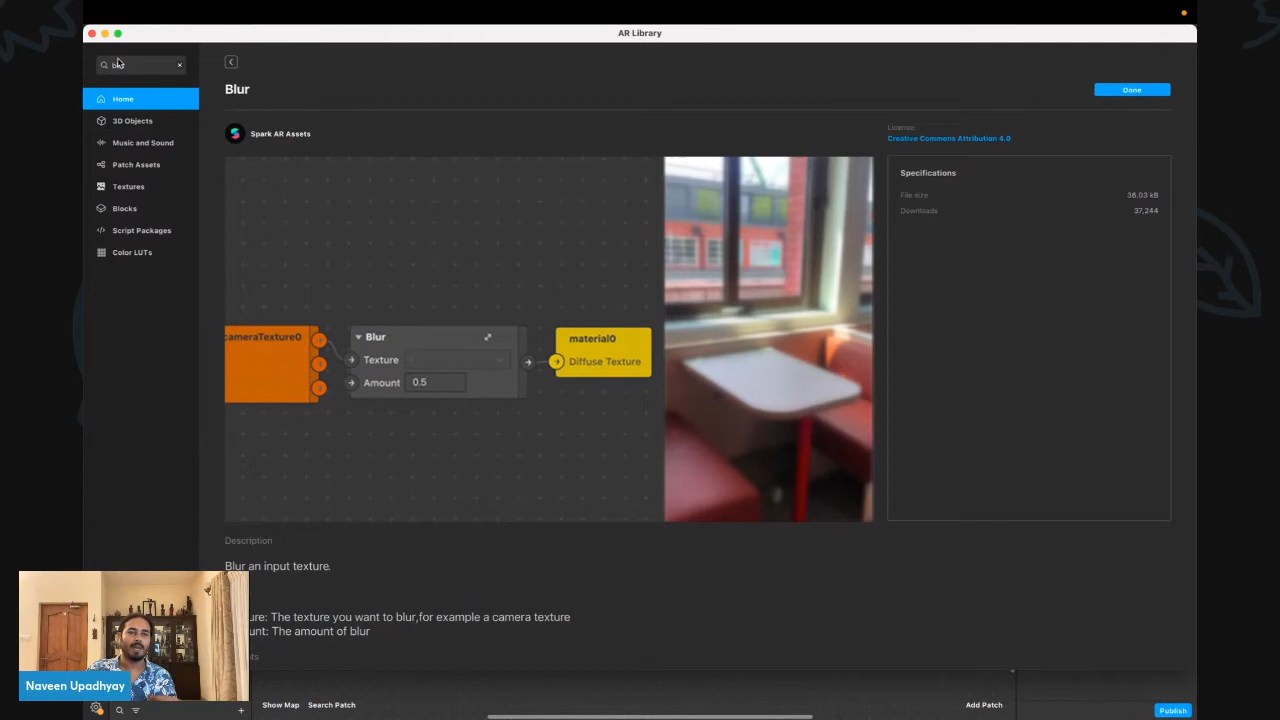 AR Library
Home
3D Objects
Music and Sound
Patch Assets
Textures
Blocks
Script Packages
Color LUTs
Blur
Done
Spark AR Assets
License:
Creative Commons Attribution 4.0
Specifications
File size 36.03 kB
Downloads 37,244
cameraTexture0
Blur
Texture
Amount 0.5
material0
Diffuse Texture
Description
Blur an input texture.
ure: The texture you want to blur,for example a camera texture
unt: The amount of blur
Naveen Upadhyay
Show Map
Search Patch
Add Patch
Publish